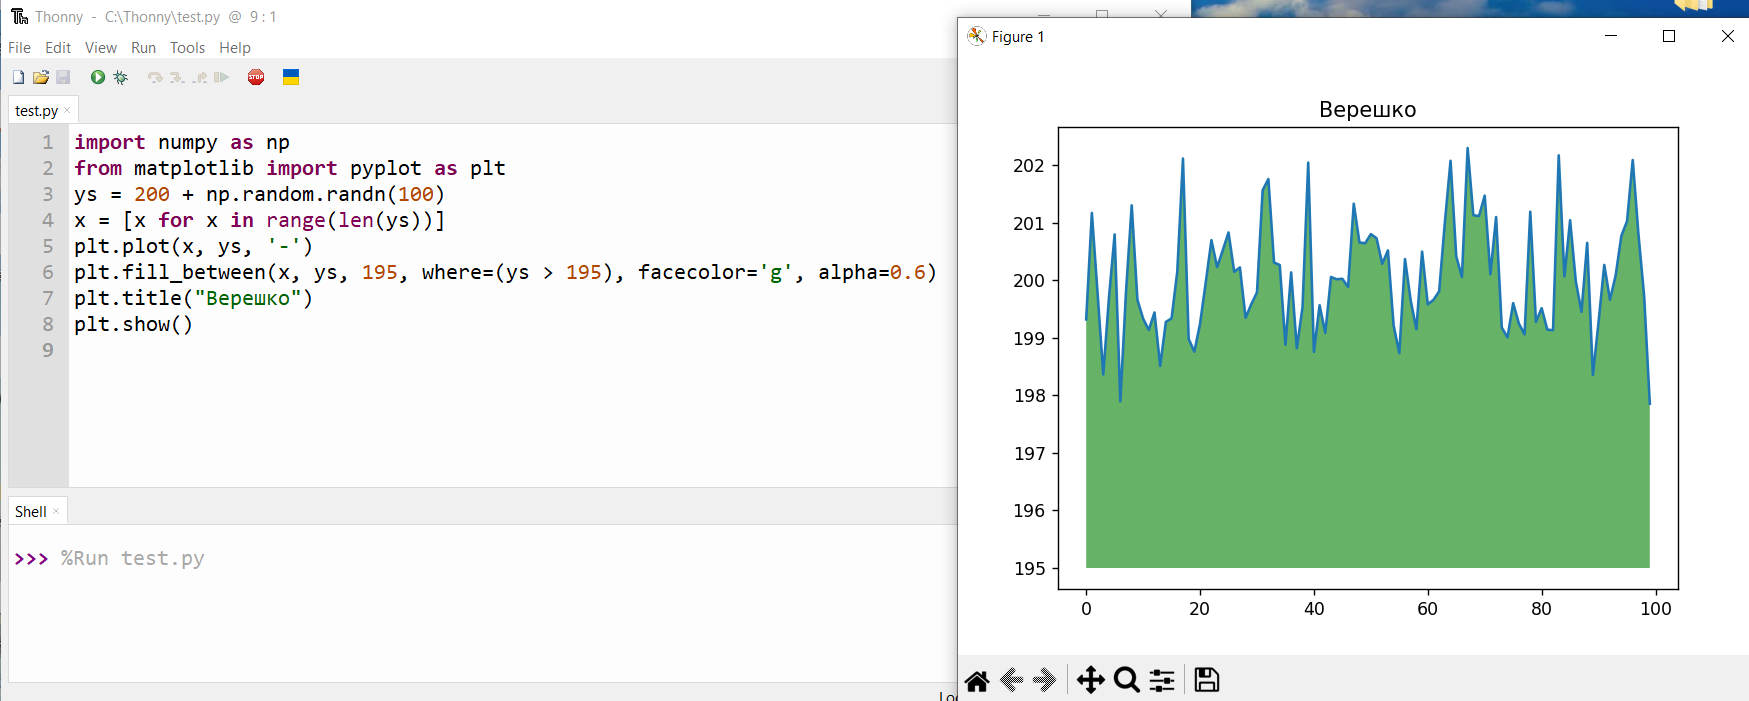 Thonny - C:\Thonny\test.py @ 9 : 1
File Edit View Run Tools Help
STOP
test.py ×
1 import numpy as np
2 from matplotlib import pyplot as plt
3 ys = 200 + np.random.randn(100)
4 x = [x for x in range(len(ys))]
5 plt.plot(x, ys, '-')
6 plt.fill_between(x, ys, 195, where=(ys > 195), facecolor='g', alpha=0.6)
7 plt.title("Верешко")
8 plt.show()
9
Shell ×
>>> %Run test.py
Figure 1
Верешко
202
201
200
199
198
197
196
195
0 20 40 60 80 100